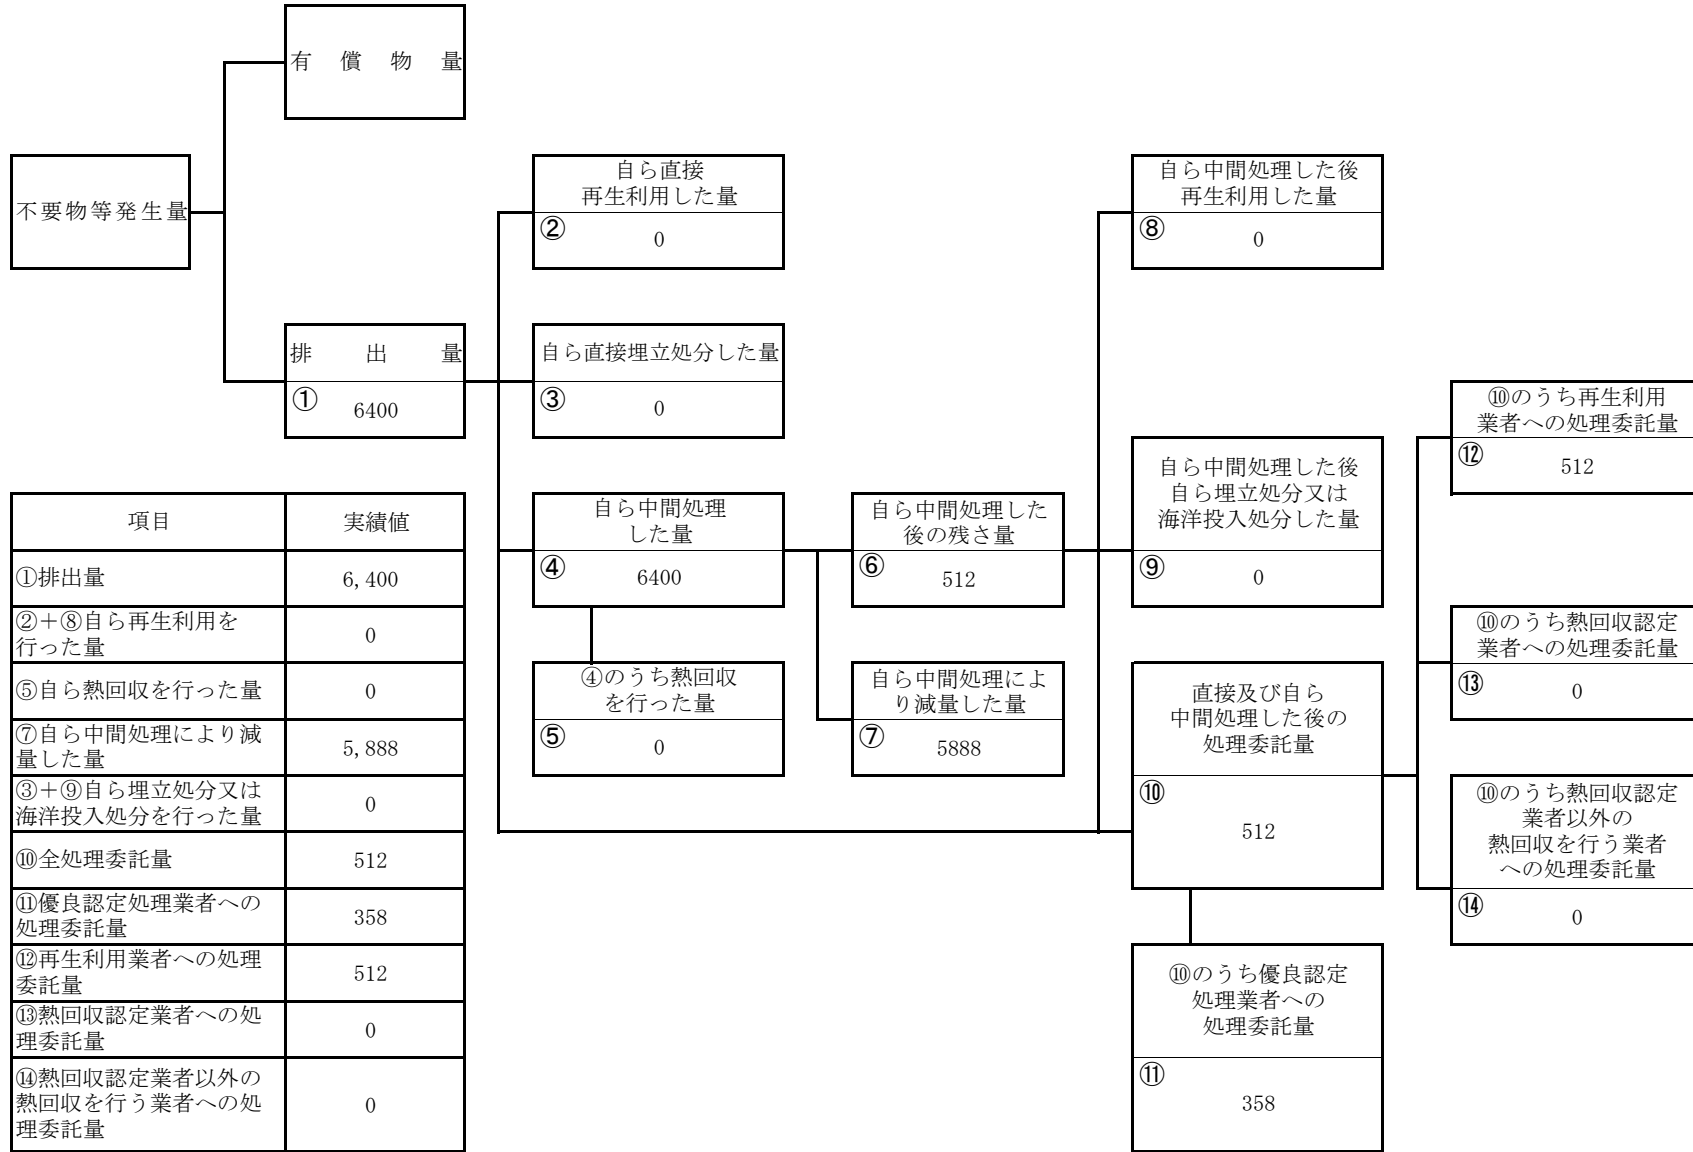 有償物量
不要物等発生量
排出量
①
6400
自ら直接
再生利用した量
②
0
自ら直接埋立処分した量
③
0
自ら中間処理
した量
④
6400
④のうち熱回収
を行った量
⑤
0
自ら中間処理した
後の残さ量
⑥
512
自ら中間処理によ
り減量した量
⑦
5888
自ら中間処理した後
再生利用した量
⑧
0
自ら中間処理した後
自ら埋立処分又は
海洋投入処分した量
⑨
0
直接及び自ら
中間処理した後の
処理委託量
⑩
512
⑩のうち優良認定
処理業者への
処理委託量
⑪
358
⑩のうち再生利用
業者への処理委託量
⑫
512
⑩のうち熱回収認定
業者への処理委託量
⑬
0
⑩のうち熱回収認定
業者以外の
熱回収を行う業者
への処理委託量
⑭
0
項目 実績値
①排出量 6,400
②+⑧自ら再生利用を
行った量
0
⑤自ら熱回収を行った量 0
⑦自ら中間処理により減
量した量
5,888
③+⑨自ら埋立処分又は
海洋投入処分を行った量
0
⑩全処理委託量 512
⑪優良認定処理業者への
処理委託量
358
⑫再生利用業者への処理
委託量
512
⑬熱回収認定業者への処
理委託量
0
⑭熱回収認定業者以外の
熱回収を行う業者への処
理委託量
0